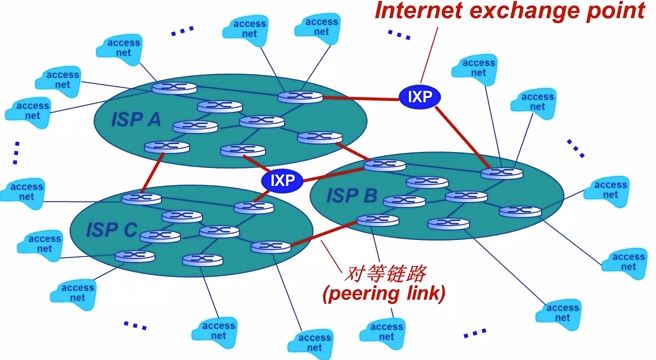 Internet exchange point
access
net
access
net
access
net
access
net
access
net
access
net
access
net
IXP
ISP A
IXP
ISP B
access
net
access
net
ISP C
access
net
access
net
对等链路
(peering link)
access
net
access
net
access
net
access
net
access
net